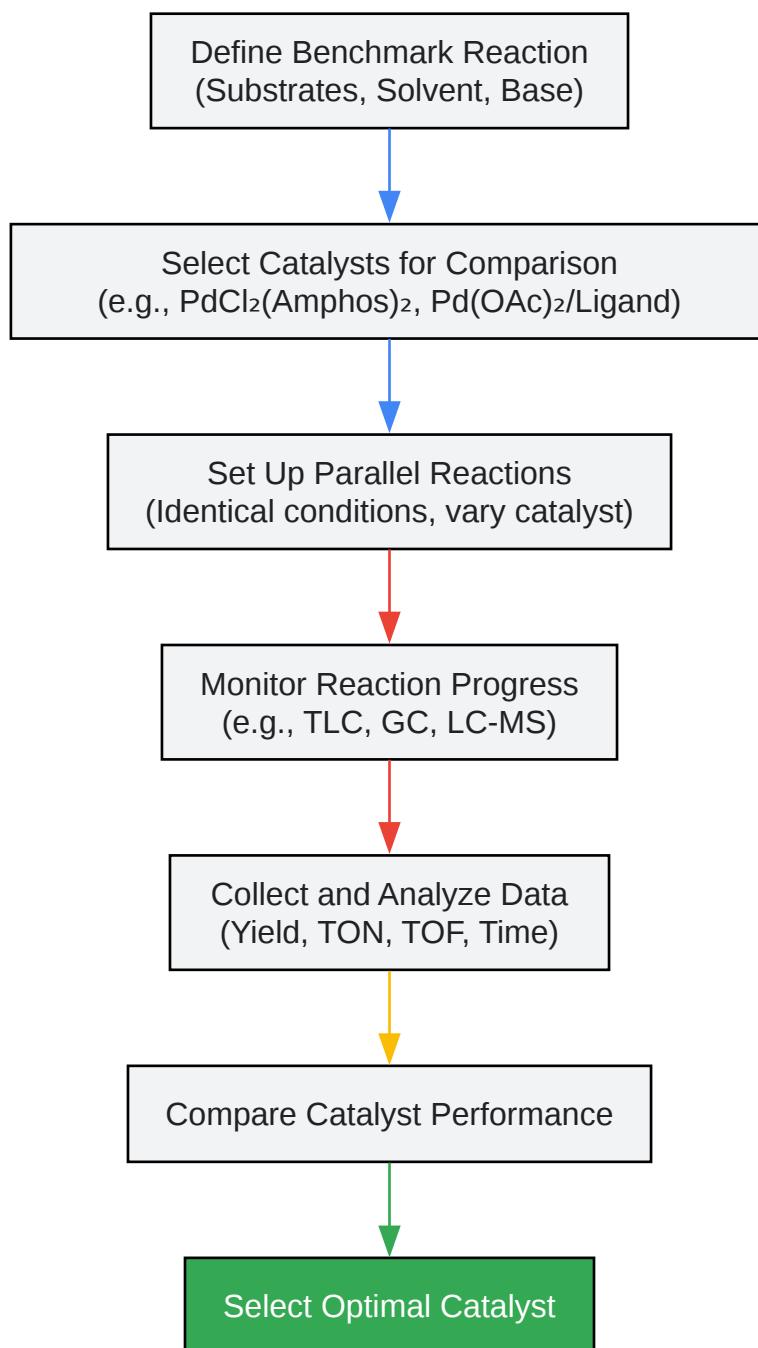 Define Benchmark Reaction
(Substrates, Solvent, Base)
Select Catalysts for Comparison
(e.g., PdCl₂(Amphos)₂, Pd(OAc)₂/Ligand)
Set Up Parallel Reactions
(Identical conditions, vary catalyst)
Monitor Reaction Progress
(e.g., TLC, GC, LC-MS)
Collect and Analyze Data
(Yield, TON, TOF, Time)
Compare Catalyst Performance
Select Optimal Catalyst